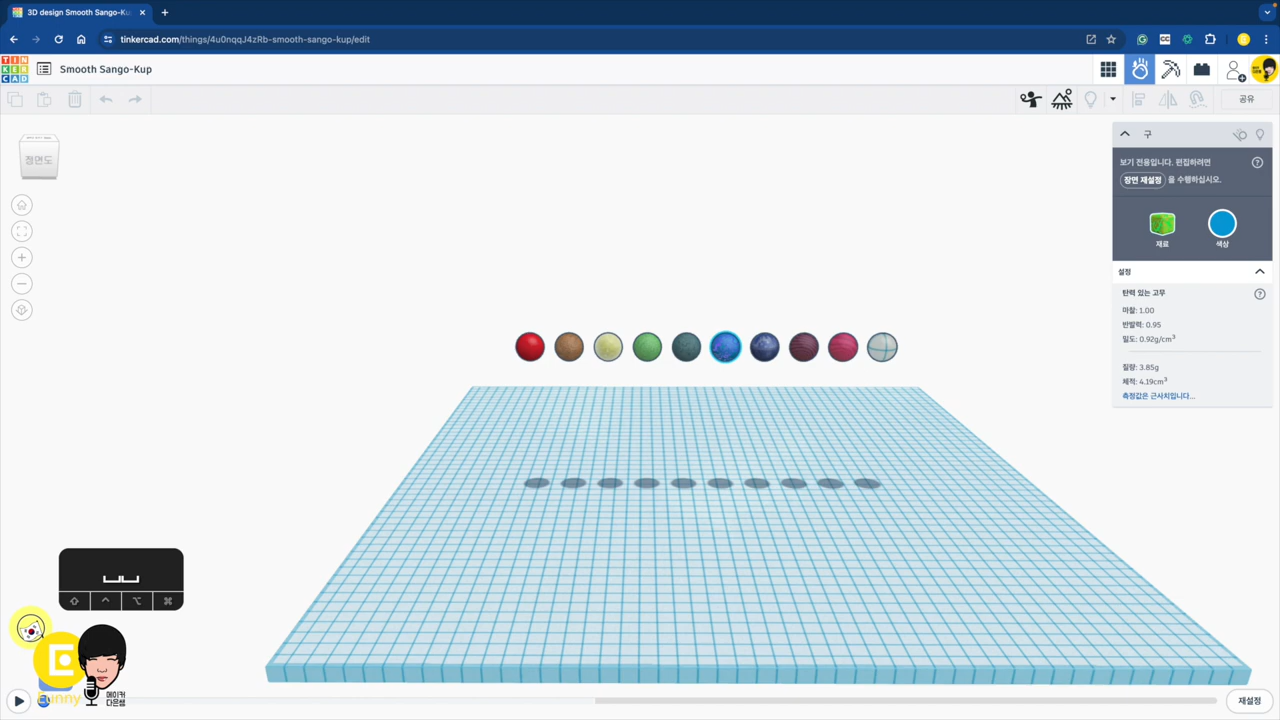 3D design Smooth Sango-Ku
tinkercad.com/things/4u0nqqJ4zRb-smooth-sango-kup/edit
TIN
KER
CAD
Smooth Sango-Kup
공유
정면도
구
보기 전용입니다. 편집하려면
장면 재설정 을 수행하십시오.
재료 색상
설정
탄력 있는 고무
마찰: 1.00
반발력: 0.95
밀도: 0.92g/cm³
질량: 3.85g
체적: 4.19cm³
측정값은 근사치입니다...
Eunny
메이커
다은쌤
재설정